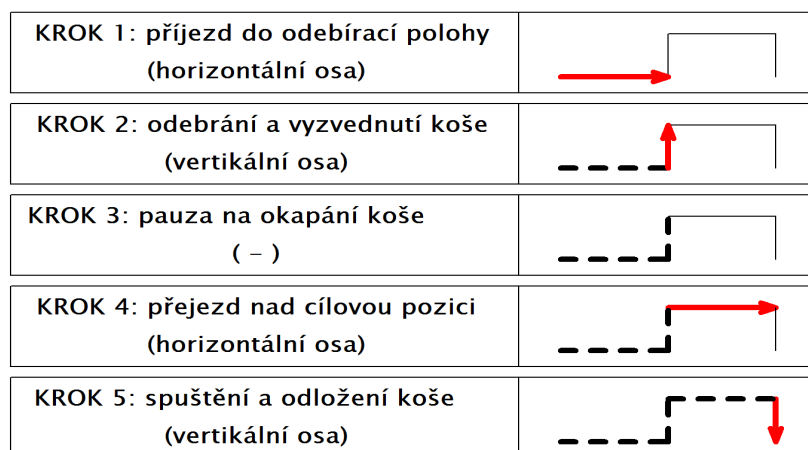 KROK 1: příjezd do odebírací polohy
(horizontální osa)
KROK 2: odebrání a vyzvednutí koše
(vertikální osa)
KROK 3: pauza na okapání koše
( – )
KROK 4: přejezd nad cílovou pozici
(horizontální osa)
KROK 5: spuštění a odložení koše
(vertikální osa)